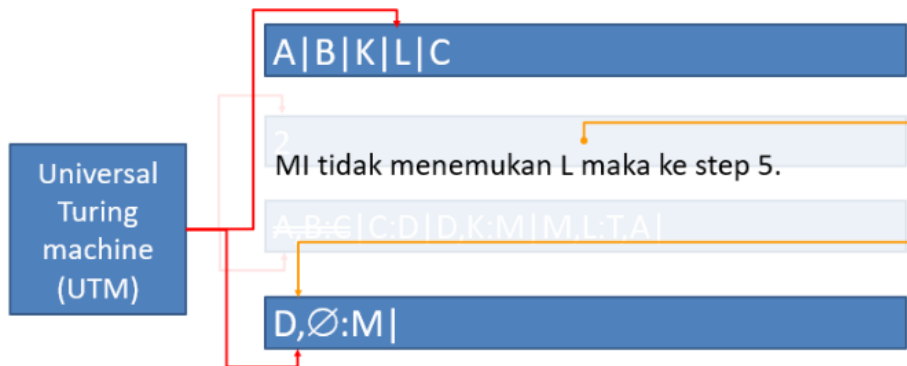 A|B|K|L|C
2
MI tidak menemukan L maka ke step 5.
Universal
Turing
machine
(UTM)
A,B:C|C:D|D,K:M|M,L:T,A|
D,∅:M|